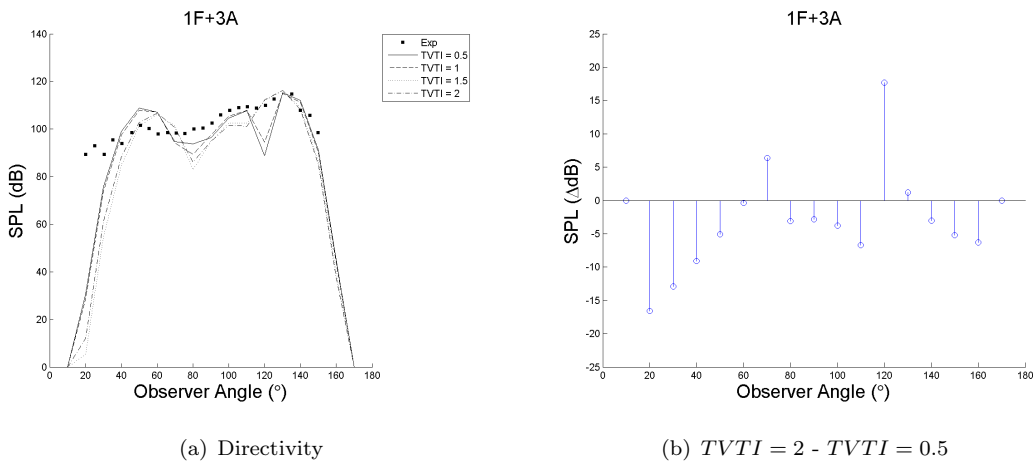 1F+3A
140
120
100
80
60
40
20
0
SPL (dB)
0 20 40 60 80 100 120 140 160 180
Observer Angle (°)
Exp
TVTI = 0.5
TVTI = 1
TVTI = 1.5
TVTI = 2
(a) Directivity
1F+3A
25
20
15
10
5
0
-5
-10
-15
-20
-25
SPL (ΔdB)
0 20 40 60 80 100 120 140 160 180
Observer Angle (°)
(b) TVTI = 2 - TVTI = 0.5